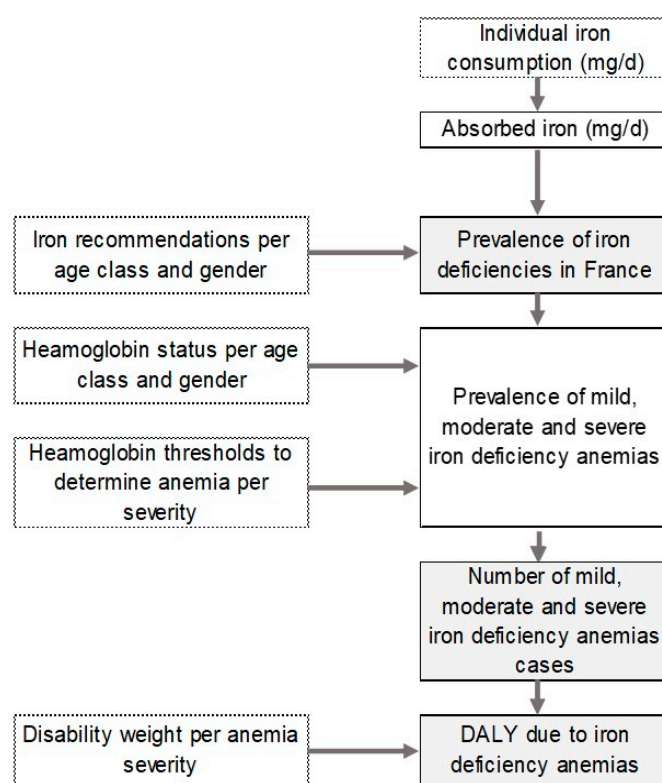 Individual iron
consumption (mg/d)
Absorbed iron (mg/d)
Iron recommendations per
age class and gender
Prevalence of iron
deficiencies in France
Heamoglobin status per age
class and gender
Prevalence of mild,
moderate and severe
iron deficiency anemias
Heamoglobin thresholds to
determine anemia per
severity
Number of mild,
moderate and severe
iron deficiency anemias
cases
Disability weight per anemia
severity
DALY due to iron
deficiency anemias